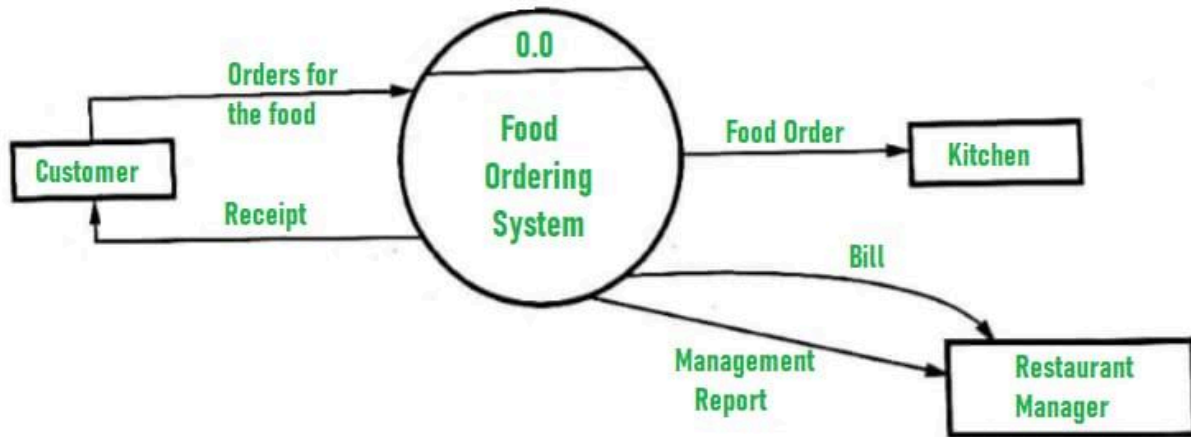 0.0
Orders for
the food
Food
Ordering
System
Food Order
Kitchen
Customer
Receipt
Bill
Management
Report
Restaurant
Manager